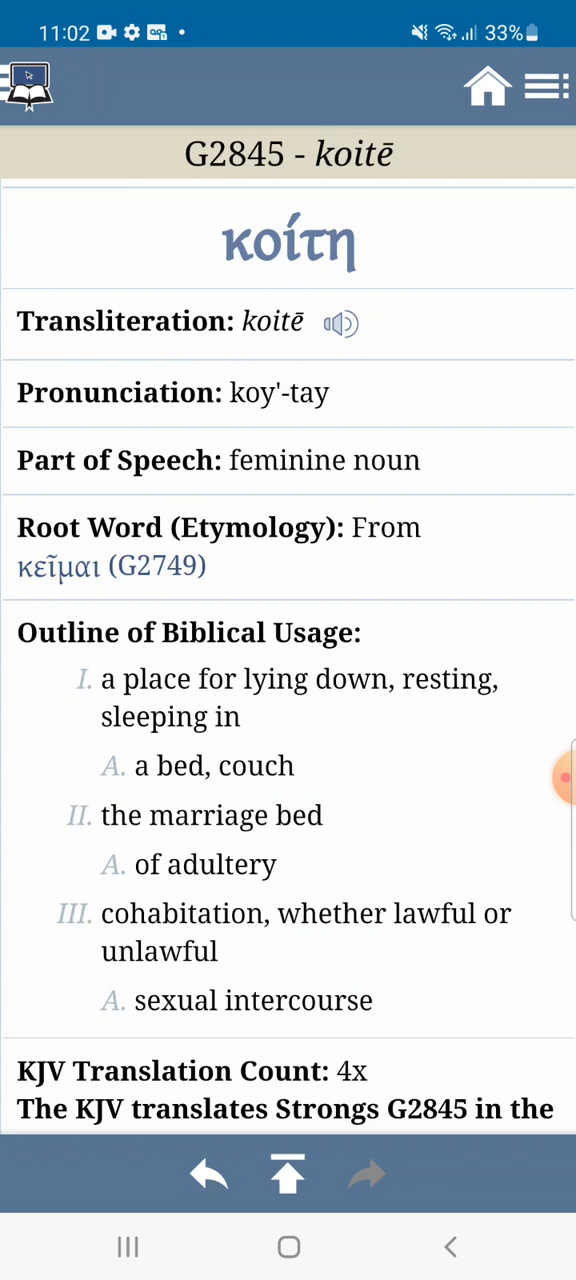 11:02 33%
G2845 - koitē
κοίτη
Transliteration: koitē
Pronunciation: koy'-tay
Part of Speech: feminine noun
Root Word (Etymology): From
κεῖμαι (G2749)
Outline of Biblical Usage:
I. a place for lying down, resting,
sleeping in
A. a bed, couch
II. the marriage bed
A. of adultery
III. cohabitation, whether lawful or
unlawful
A. sexual intercourse
KJV Translation Count: 4x
The KJV translates Strongs G2845 in the